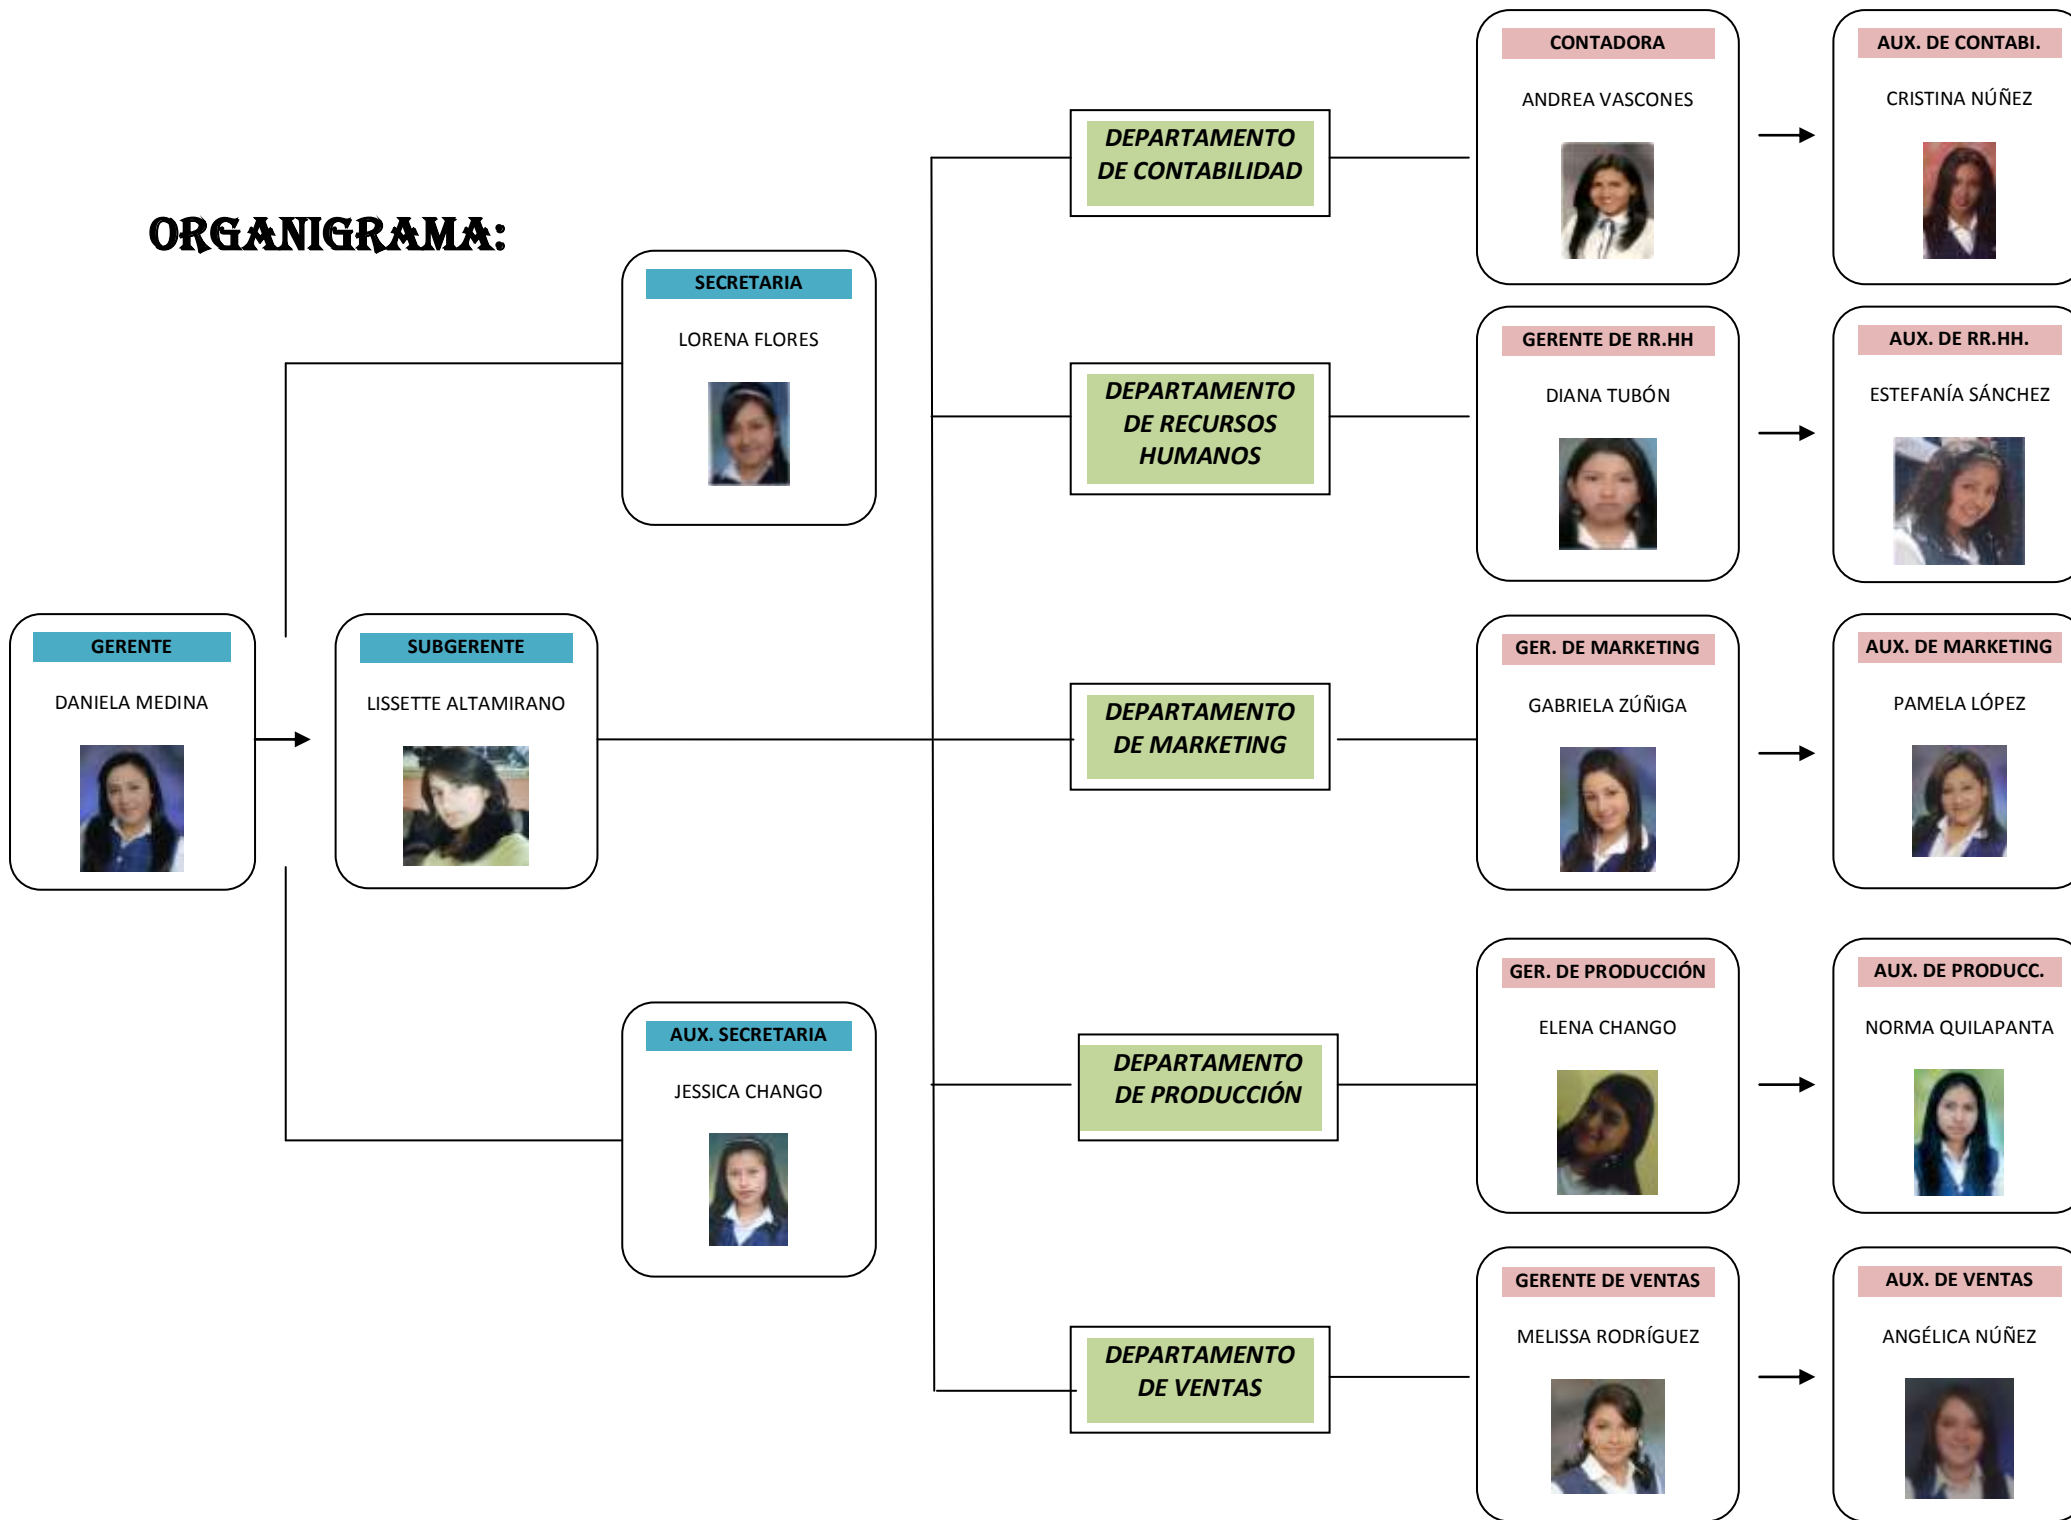 ORGANIGRAMA:
GERENTE
DANIELA MEDINA
SUBGERENTE
LISSETTE ALTAMIRANO
SECRETARIA
LORENA FLORES
AUX. SECRETARIA
JESSICA CHANGO
DEPARTAMENTO
DE CONTABILIDAD
CONTADORA
ANDREA VASCONES
AUX. DE CONTABI.
CRISTINA NÚÑEZ
DEPARTAMENTO
DE RECURSOS
HUMANOS
GERENTE DE RR.HH
DIANA TUBÓN
AUX. DE RR.HH.
ESTEFANÍA SÁNCHEZ
DEPARTAMENTO
DE MARKETING
GER. DE MARKETING
GABRIELA ZÚÑIGA
AUX. DE MARKETING
PAMELA LÓPEZ
DEPARTAMENTO
DE PRODUCCIÓN
GER. DE PRODUCCIÓN
ELENA CHANGO
AUX. DE PRODUCC.
NORMA QUILAPANTA
DEPARTAMENTO
DE VENTAS
GERENTE DE VENTAS
MELISSA RODRÍGUEZ
AUX. DE VENTAS
ANGÉLICA NÚÑEZ